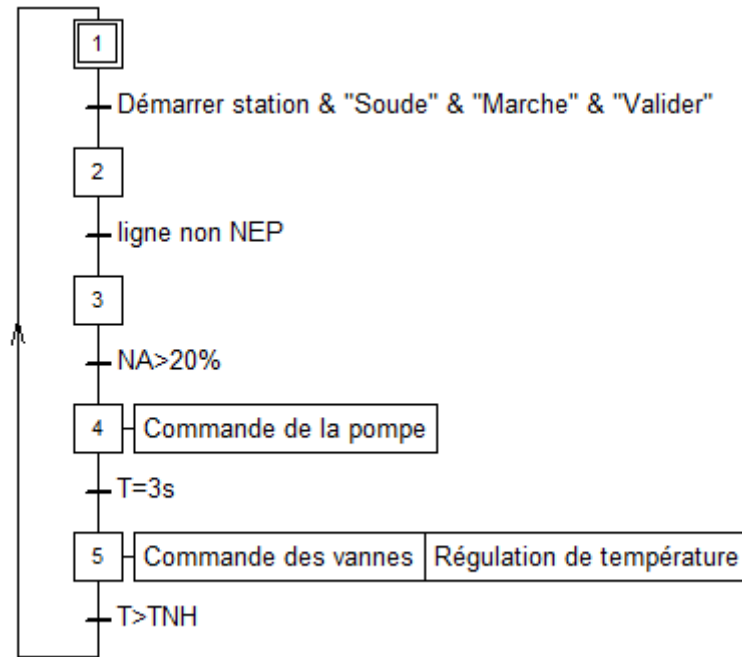 1
Démarrer station & "Soude" & "Marche" & "Valider"
2
ligne non NEP
3
NA>20%
4 Commande de la pompe
T=3s
5 Commande des vannes Régulation de température
T>TNH